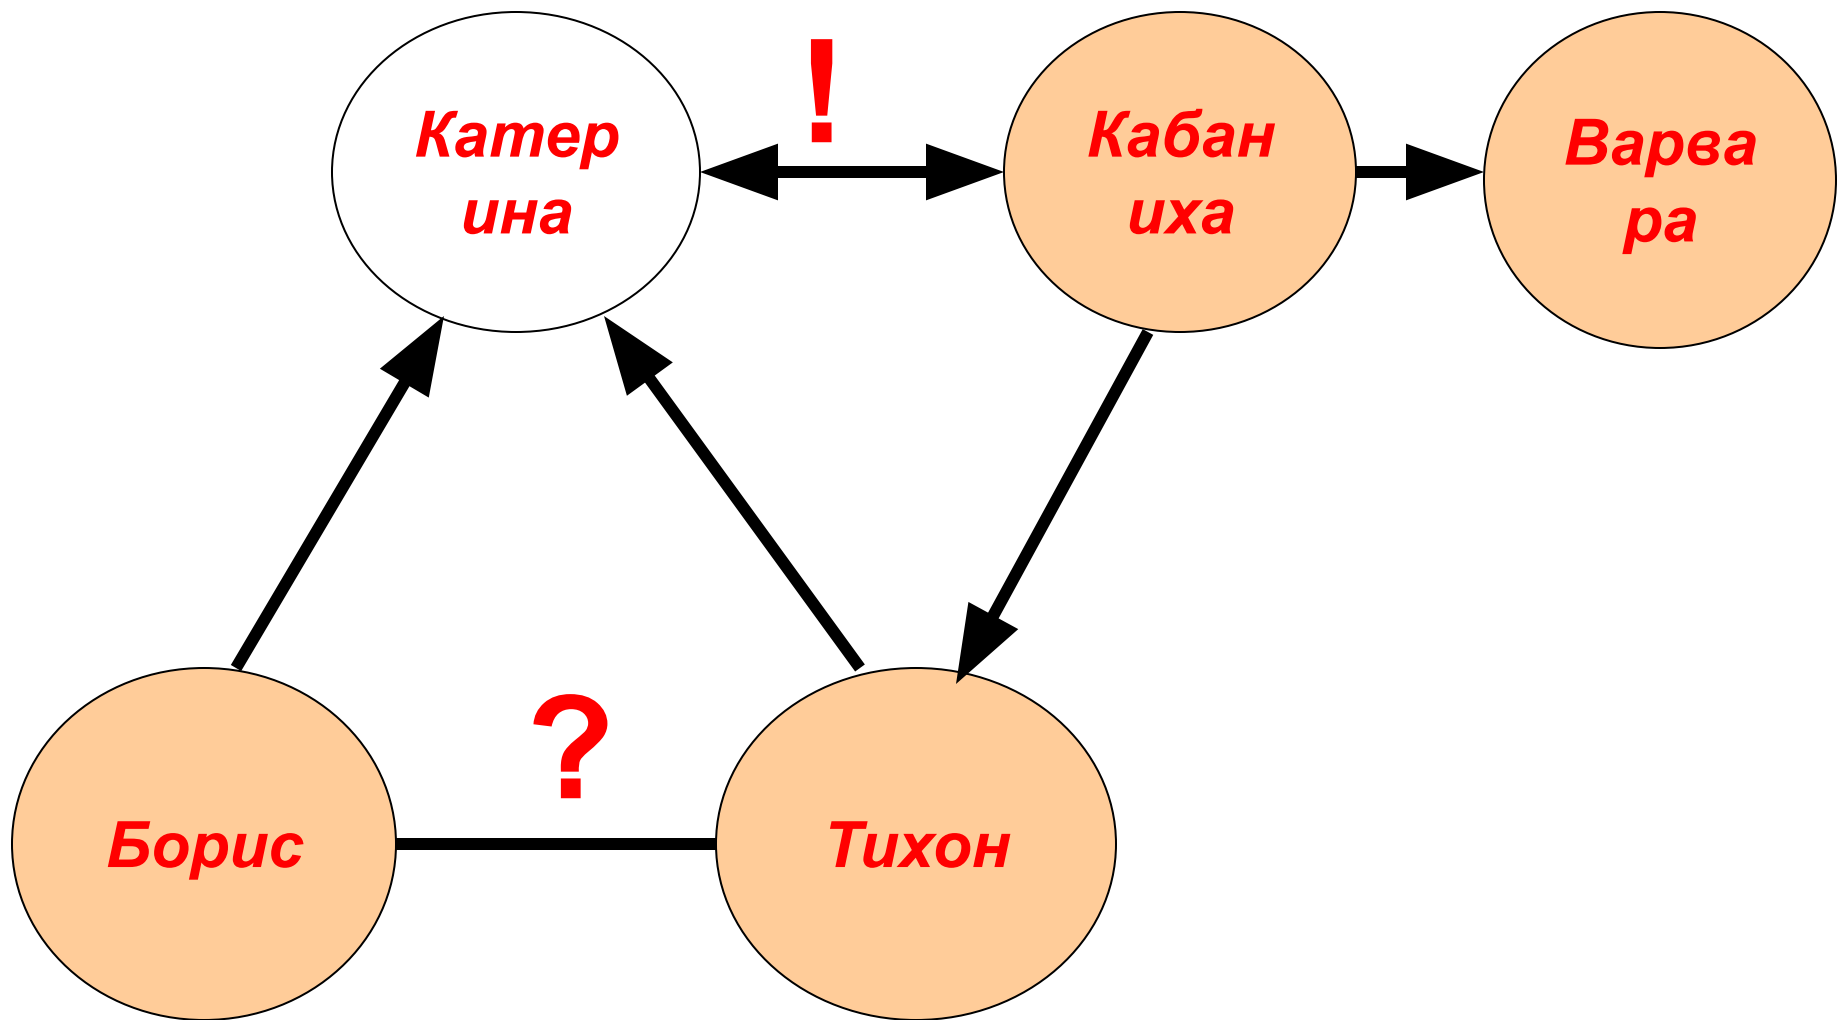 Катер
ина
!
Кабан
иха
Варва
ра
?
Борис
Тихон